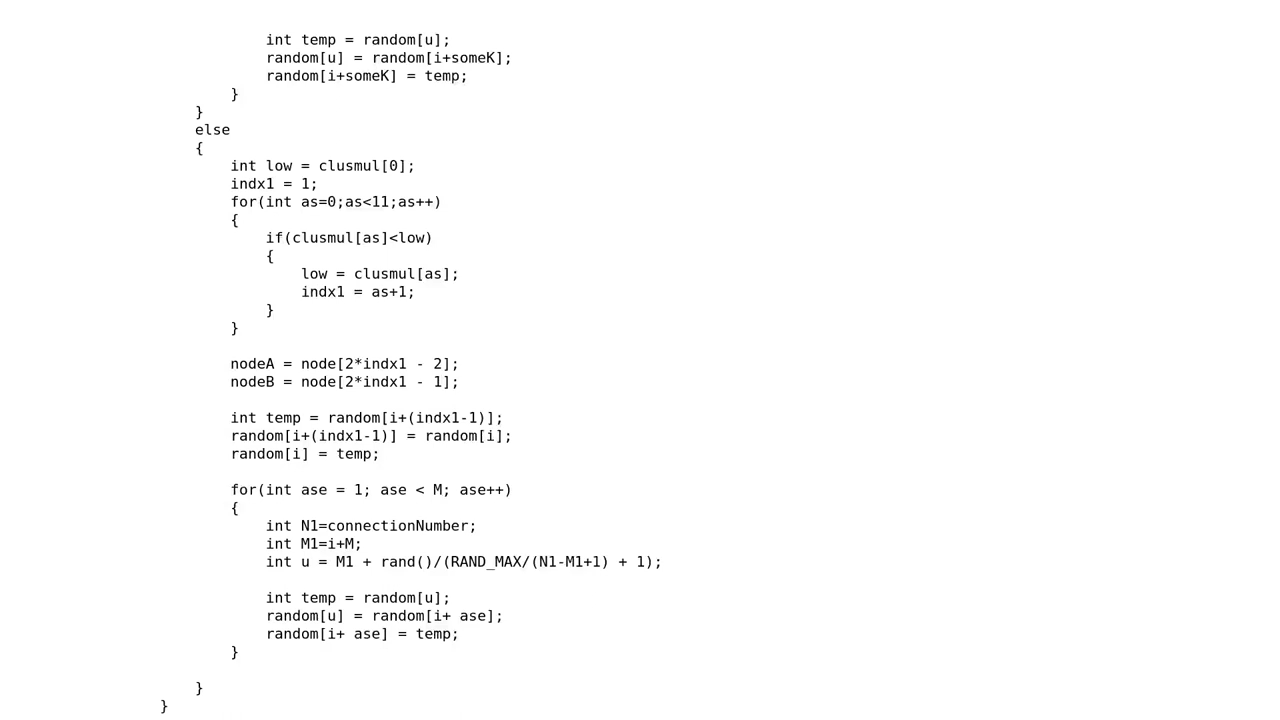 int temp = random[u];
random[u] = random[i+someK];
random[i+someK] = temp;
}
}
else
{
int low = clusmul[0];
indx1 = 1;
for(int as=0;as<11;as++)
{
if(clusmul[as]<low)
{
low = clusmul[as];
indx1 = as+1;
}
}
nodeA = node[2*indx1 - 2];
nodeB = node[2*indx1 - 1];
int temp = random[i+(indx1-1)];
random[i+(indx1-1)] = random[i];
random[i] = temp;
for(int ase = 1; ase < M; ase++)
{
int N1=connectionNumber;
int M1=i+M;
int u = M1 + rand()/(RAND_MAX/(N1-M1+1) + 1);
int temp = random[u];
random[u] = random[i+ ase];
random[i+ ase] = temp;
}
}
}